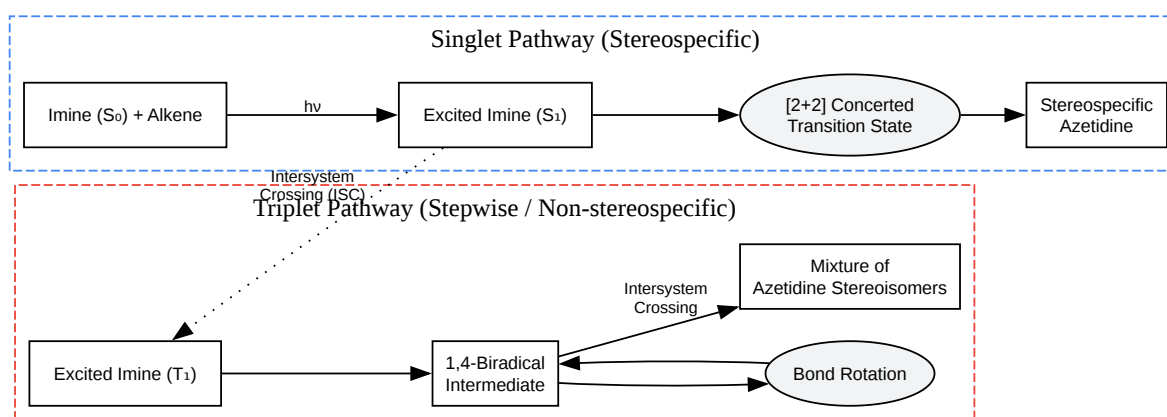 Singlet Pathway (Stereospecific)
Imine (S₀) + Alkene
hν
Excited Imine (S₁)
[2+2] Concerted
Transition State
Stereospecific
Azetidine
Intersystem
Crossing (ISC)
Triplet Pathway (Stepwise / Non-stereospecific)
Mixture of
Azetidine Stereoisomers
Intersystem
Crossing
Excited Imine (T₁)
1,4-Biradical
Intermediate
Bond Rotation